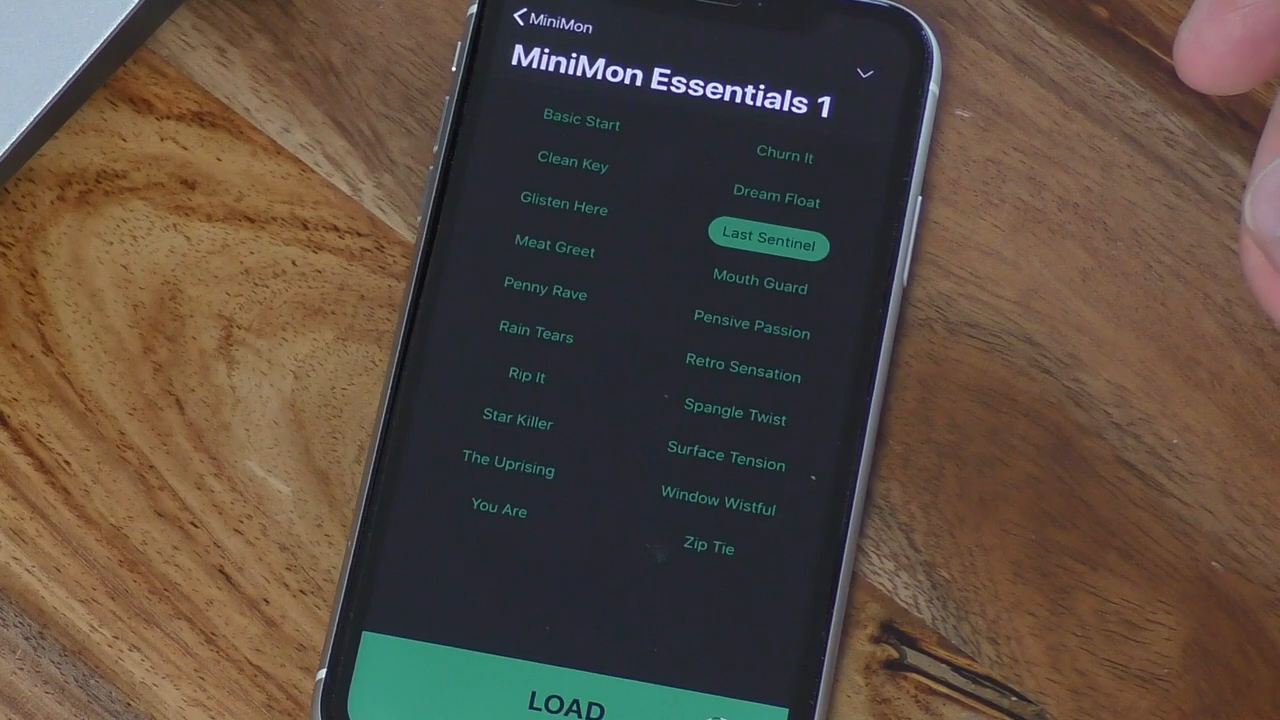 MiniMon
MiniMon Essentials 1
Basic Start
Churn It
Clean Key
Dream Float
Glisten Here
Last Sentinel
Meat Greet
Mouth Guard
Penny Rave
Pensive Passion
Rain Tears
Retro Sensation
Rip It
Spangle Twist
Star Killer
Surface Tension
The Uprising
Window Wistful
You Are
Zip Tie
LOAD